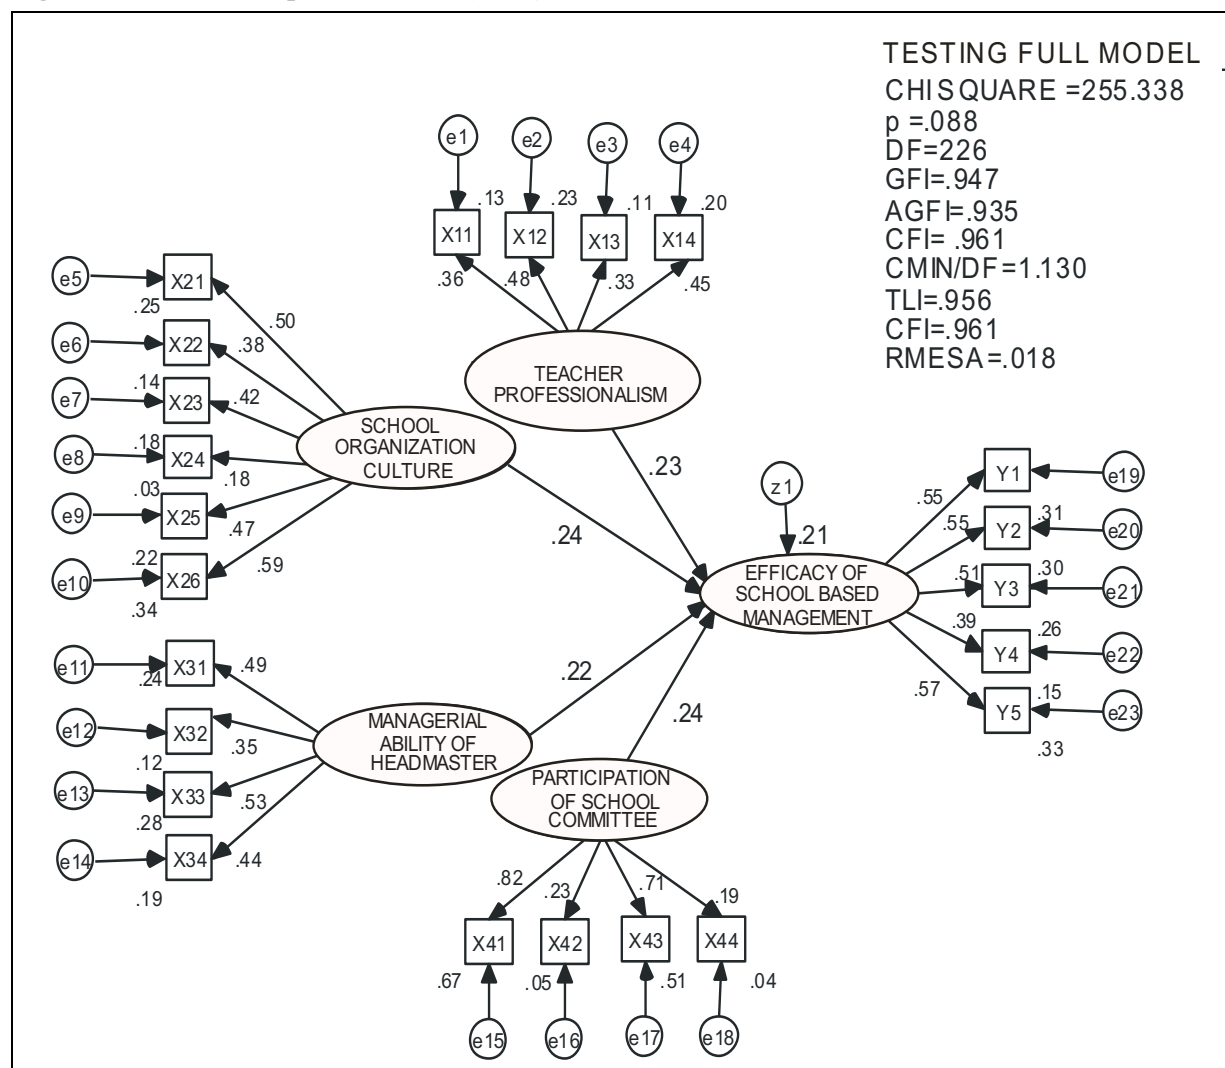 TESTING FULL MODEL
CHISQUARE =255.338
p =.088
DF=226
GFI=.947
AGFI=.935
CFI= .961
CMIN/DF=1.130
TLI=.956
CFI=.961
RMESA=.018
e1 e2 e3 e4
.13 .23 .11 .20
X11 X12 X13 X14
.36 .48 .33 .45
TEACHER
PROFESSIONALISM
.23
e5 X21
.25 .50
e6 X22 .38
.14
e7 X23 .42
.18
e8 X24
.03 .18
e9 X25 .47
.22
e10 X26 .59
.34
SCHOOL
ORGANIZATION
CULTURE
.24
z1
.21
EFFICACY OF
SCHOOL BASED
MANAGEMENT
.55 Y1 e19
.31
.55 Y2 e20
.30
.51 Y3 e21
.26
.39 Y4 e22
.15
.57 Y5 e23
.33
e11 X31 .49
.24
e12 X32 .35
.12
e13 X33 .53
.28
e14 X34 .44
.19
MANAGERIAL
ABILITY OF
HEADMASTER
.22
.24
PARTICIPATION
OF SCHOOL
COMMITTEE
.82 .23 .71 .19
X41 X42 X43 X44
.67 .05 .51 .04
e15 e16 e17 e18